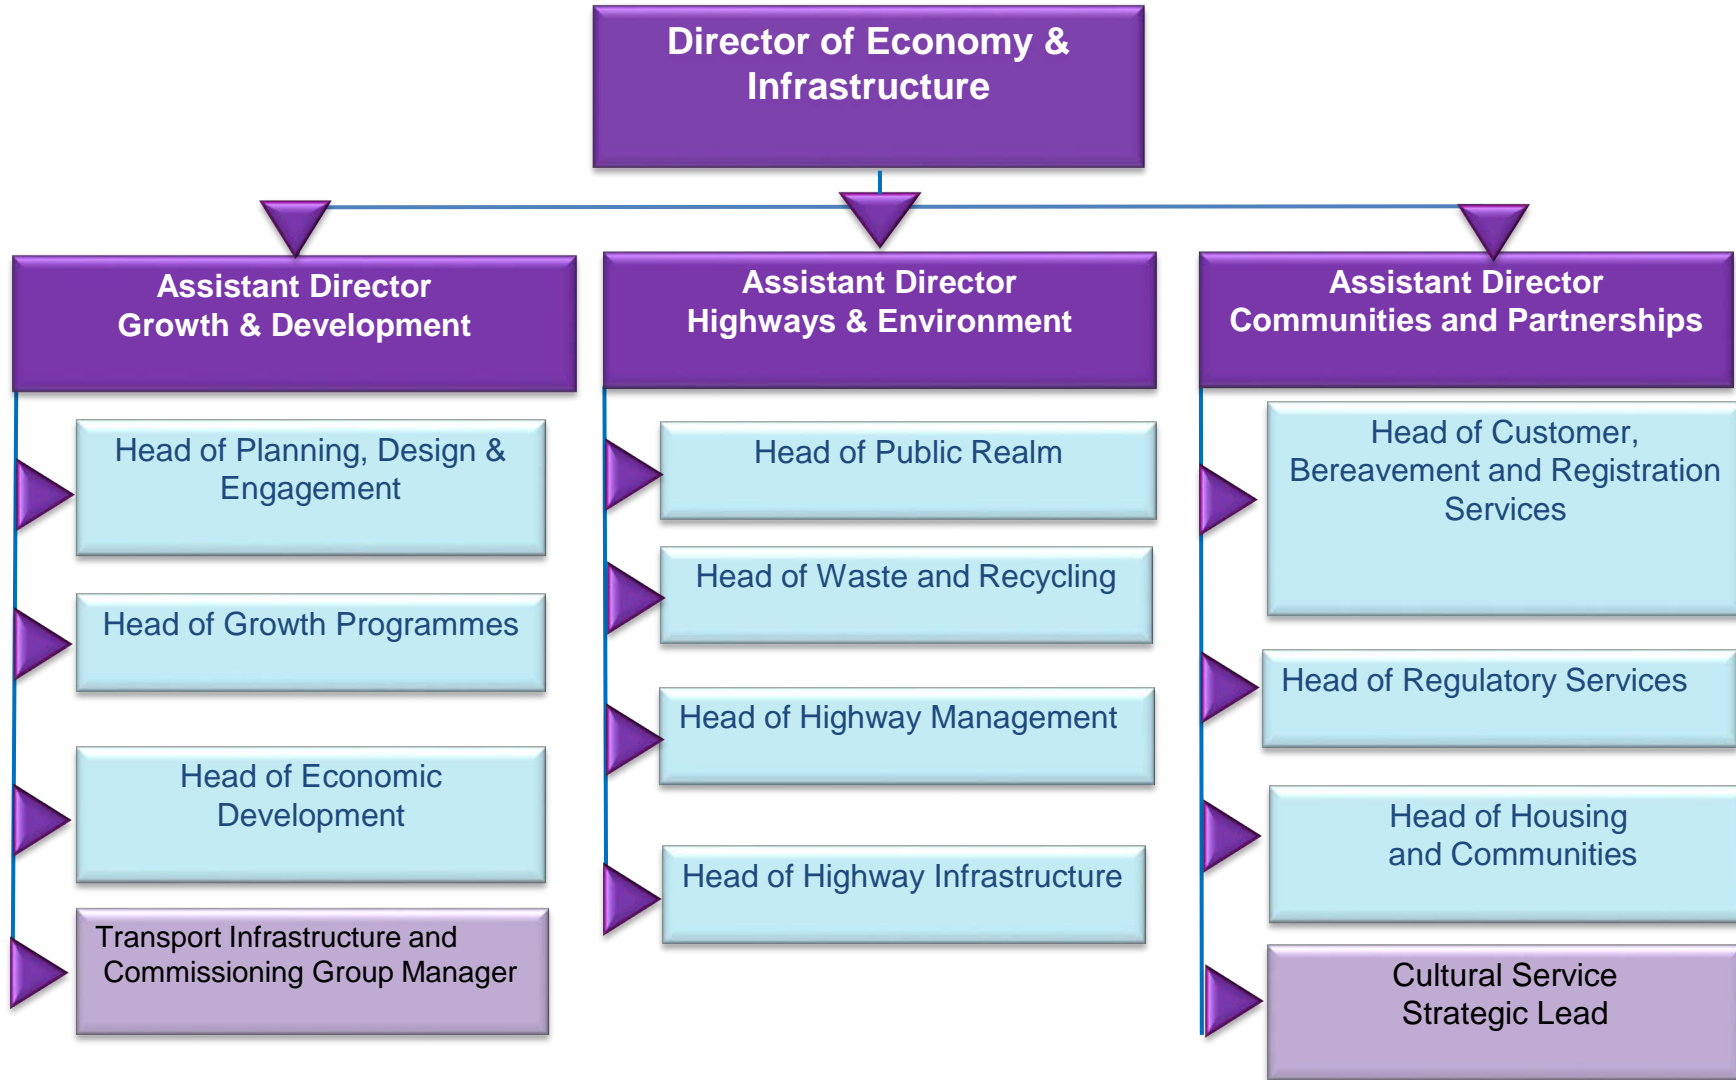 Director of Economy &
Infrastructure
Assistant Director
Growth & Development
Head of Planning, Design &
Engagement
Head of Growth Programmes
Head of Economic
Development
Transport Infrastructure and
Commissioning Group Manager
Assistant Director
Highways & Environment
Head of Public Realm
Head of Waste and Recycling
Head of Highway Management
Head of Highway Infrastructure
Assistant Director
Communities and Partnerships
Head of Customer,
Bereavement and Registration
Services
Head of Regulatory Services
Head of Housing
and Communities
Cultural Service
Strategic Lead